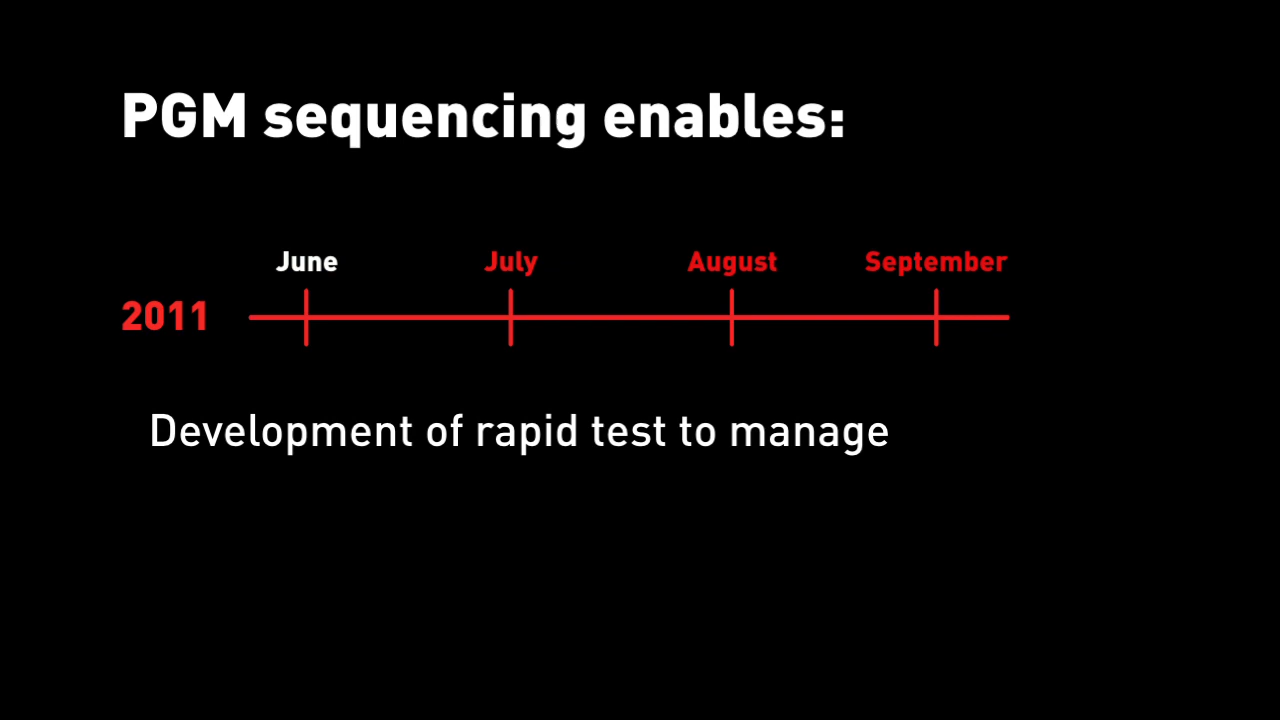 PGM sequencing enables:
June July August September
2011
Development of rapid test to manage